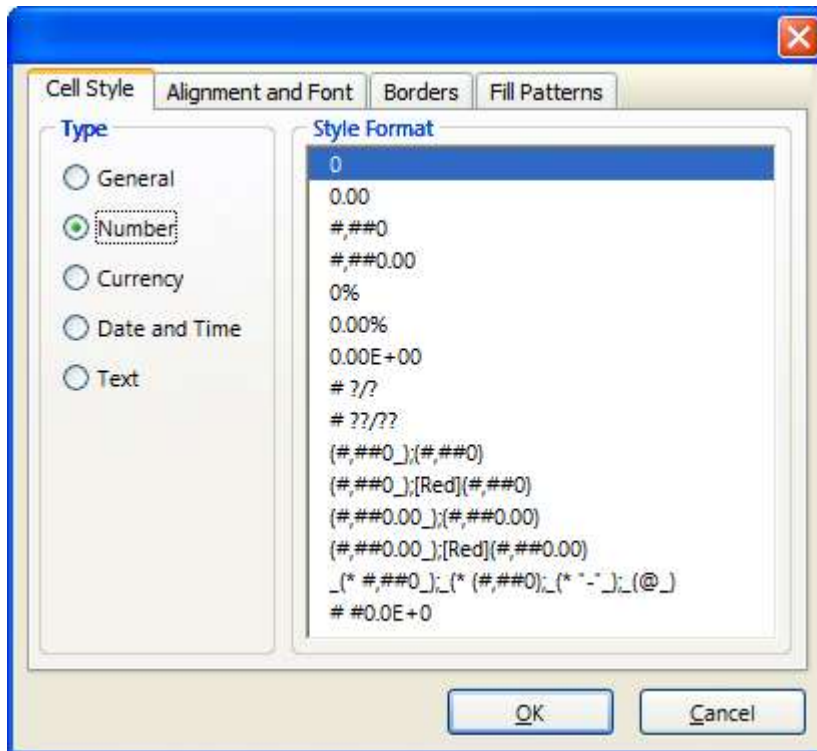 Cell Style Alignment and Font Borders Fill Patterns
Type
General
Number
Currency
Date and Time
Text
Style Format
0
0.00
#,##0
#,##0.00
0%
0.00%
0.00E+00
# ?/?
# ??/??
(#,##0_);(#,##0)
(#,##0_);[Red](#,##0)
(#,##0.00_);(#,##0.00)
(#,##0.00_);[Red](#,##0.00)
_(* #,##0_);_(* (#,##0);_(* "-"_);_(@_)
# #0.0E+0
OK Cancel